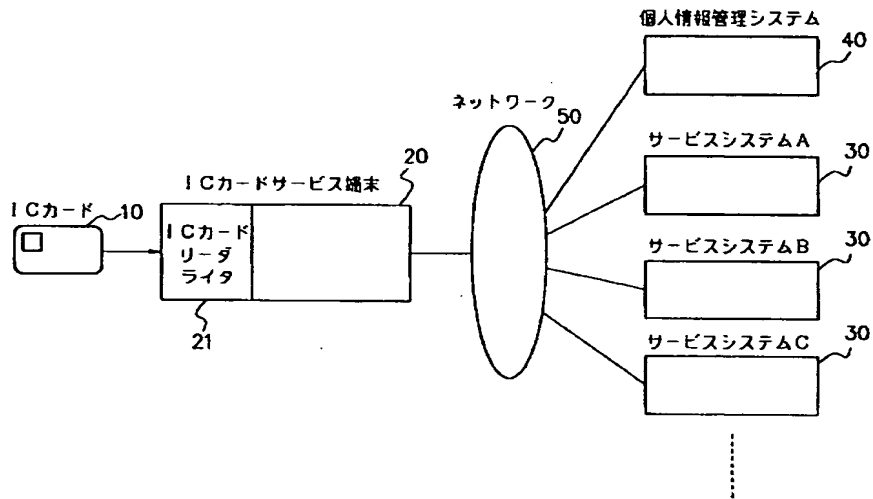 個人情報管理システム
40
ネットワーク
50
サービスシステムA
30
20
ICカードサービス端末
ICカード
10
ICカード
リーダ
ライタ
21
サービスシステムB
30
サービスシステムC
30